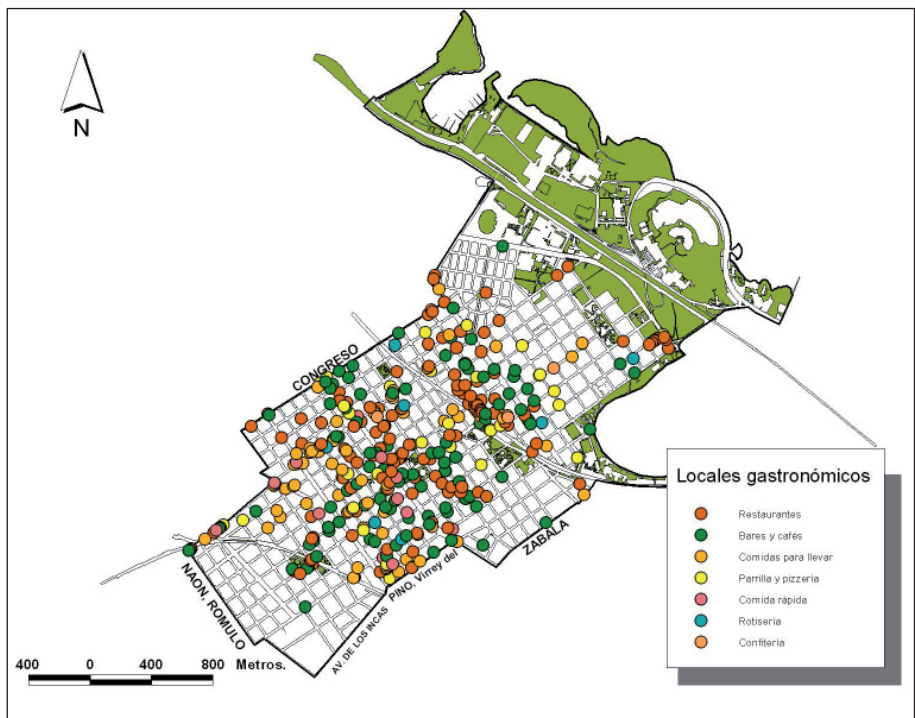 N
CONGRESO
Locales gastronómicos
Restaurantes
Bares y cafés
Comidas para llevar
Parrilla y pizzería
Comida rápida
Rotisería
Confitería
ZABALA
PINO, Virrey del
NAON, ROMULO
AV. DE LOS INCAS
400 0 400 800 Metros.